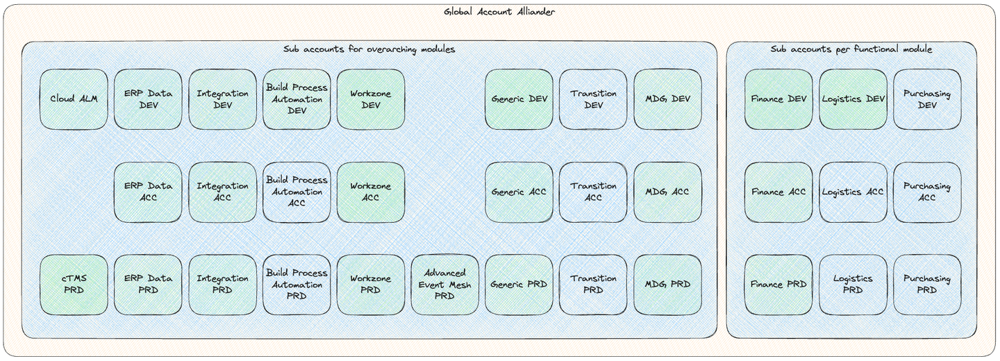 Global Account Alliander
Sub accounts for overarching modules
Sub accounts per functional module
Cloud ALM
ERP Data
DEV
Integration
DEV
Build Process
Automation
DEV
Workzone
DEV
Generic DEV
Transition
DEV
MDG DEV
Finance DEV
Logistics DEV
Purchasing
DEV
ERP Data
ACC
Integration
ACC
Build Process
Automation
ACC
Workzone
ACC
Generic ACC
Transition
ACC
MDG ACC
Finance ACC
Logistics ACC
Purchasing
ACC
cTMS
PRD
ERP Data
PRD
Integration
PRD
Build Process
Automation
PRD
Workzone
PRD
Advanced
Event Mesh
PRD
Generic PRD
Transition
PRD
MDG PRD
Finance PRD
Logistics
PRD
Purchasing
PRD